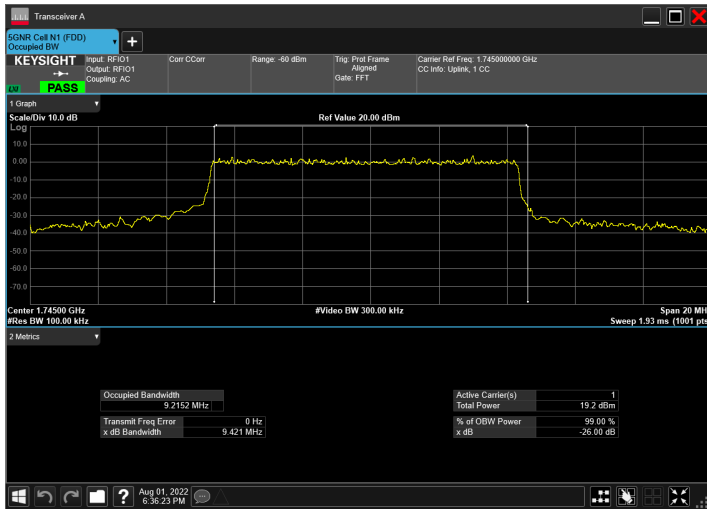 Transceiver A
5GNR Cell N1 (FDD)
Occupied BW
KEYSIGHT
LXI
PASS
Input: RFIO1
Output: RFIO1
Coupling: AC
Corr CCorr
Range: -60 dBm
Trig: Prot Frame
Aligned
Gate: FFT
Carrier Ref Freq: 1.745000000 GHz
CC Info: Uplink, 1 CC
1 Graph
Scale/Div 10.0 dB
Ref Value 20.00 dBm
Log
10.0
0.00
-10.0
-20.0
-30.0
-40.0
-50.0
-60.0
-70.0
Center 1.74500 GHz
#Video BW 300.00 kHz
Span 20 MH
#Res BW 100.00 kHz
Sweep 1.93 ms (1001 pts
2 Metrics
Occupied Bandwidth
9.2152 MHz
Transmit Freq Error 0 Hz
x dB Bandwidth 9.421 MHz
Active Carrier(s) 1
Total Power 19.2 dBm
% of OBW Power 99.00 %
x dB -26.00 dB
?
Aug 01, 2022
6:36:23 PM